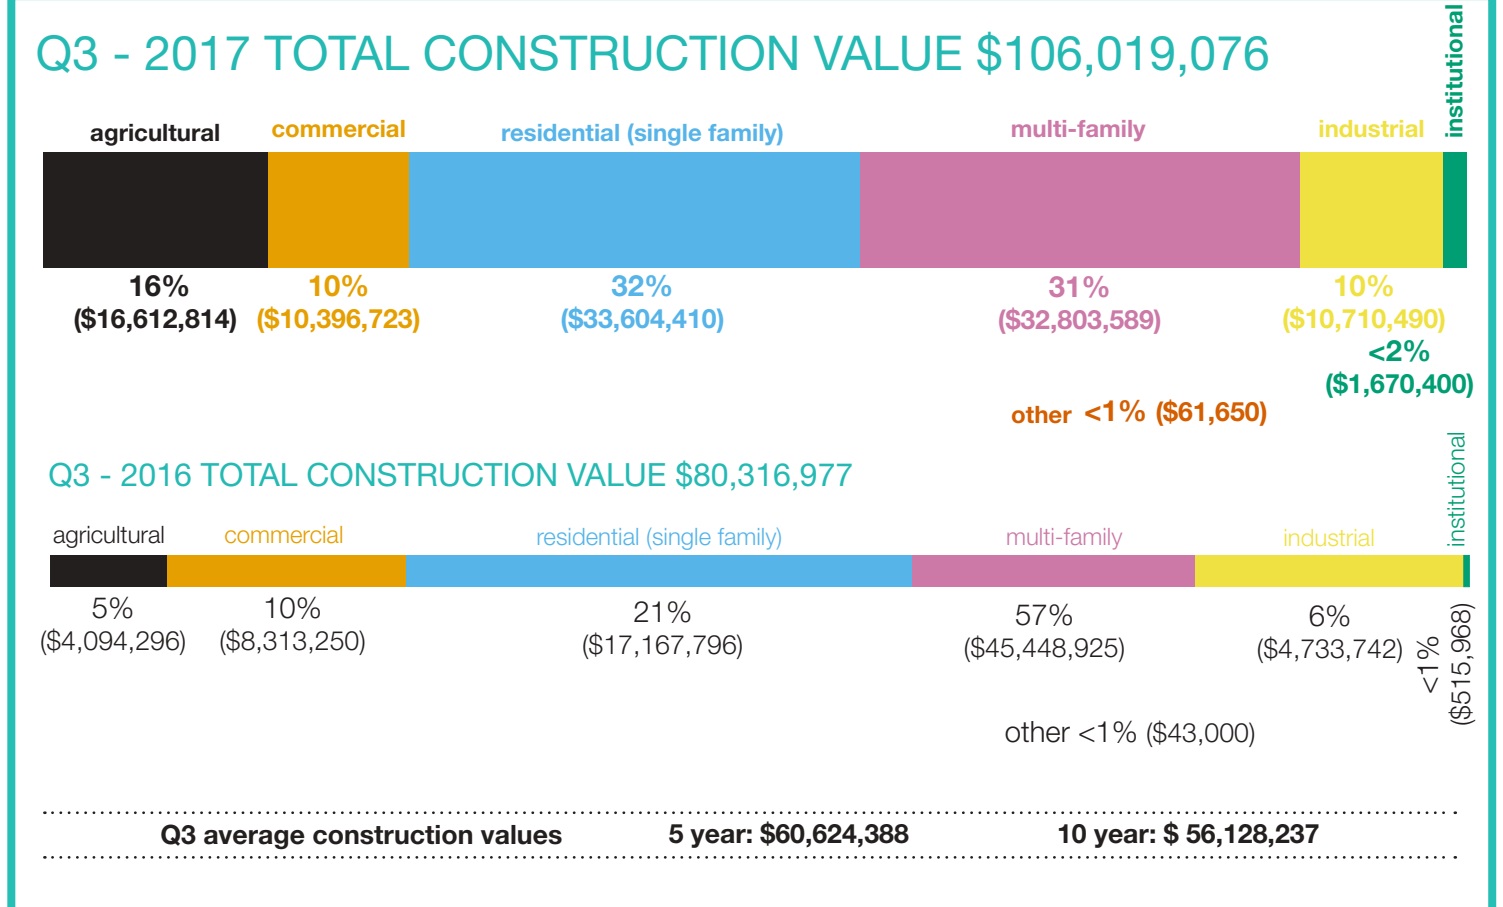 Q3 - 2017 TOTAL CONSTRUCTION VALUE $106,019,076
institutional
agricultural
commercial
residential (single family)
multi-family
industrial
16%
($16,612,814)
10%
($10,396,723)
32%
($33,604,410)
31%
($32,803,589)
10%
($10,710,490)
<2%
($1,670,400)
other <1% ($61,650)
Q3 - 2016 TOTAL CONSTRUCTION VALUE $80,316,977
institutional
agricultural
commercial
residential (single family)
multi-family
industrial
5%
($4,094,296)
10%
($8,313,250)
21%
($17,167,796)
57%
($45,448,925)
6%
($4,733,742)
<1%
($515,968)
other <1% ($43,000)
Q3 average construction values 5 year: $60,624,388 10 year: $ 56,128,237